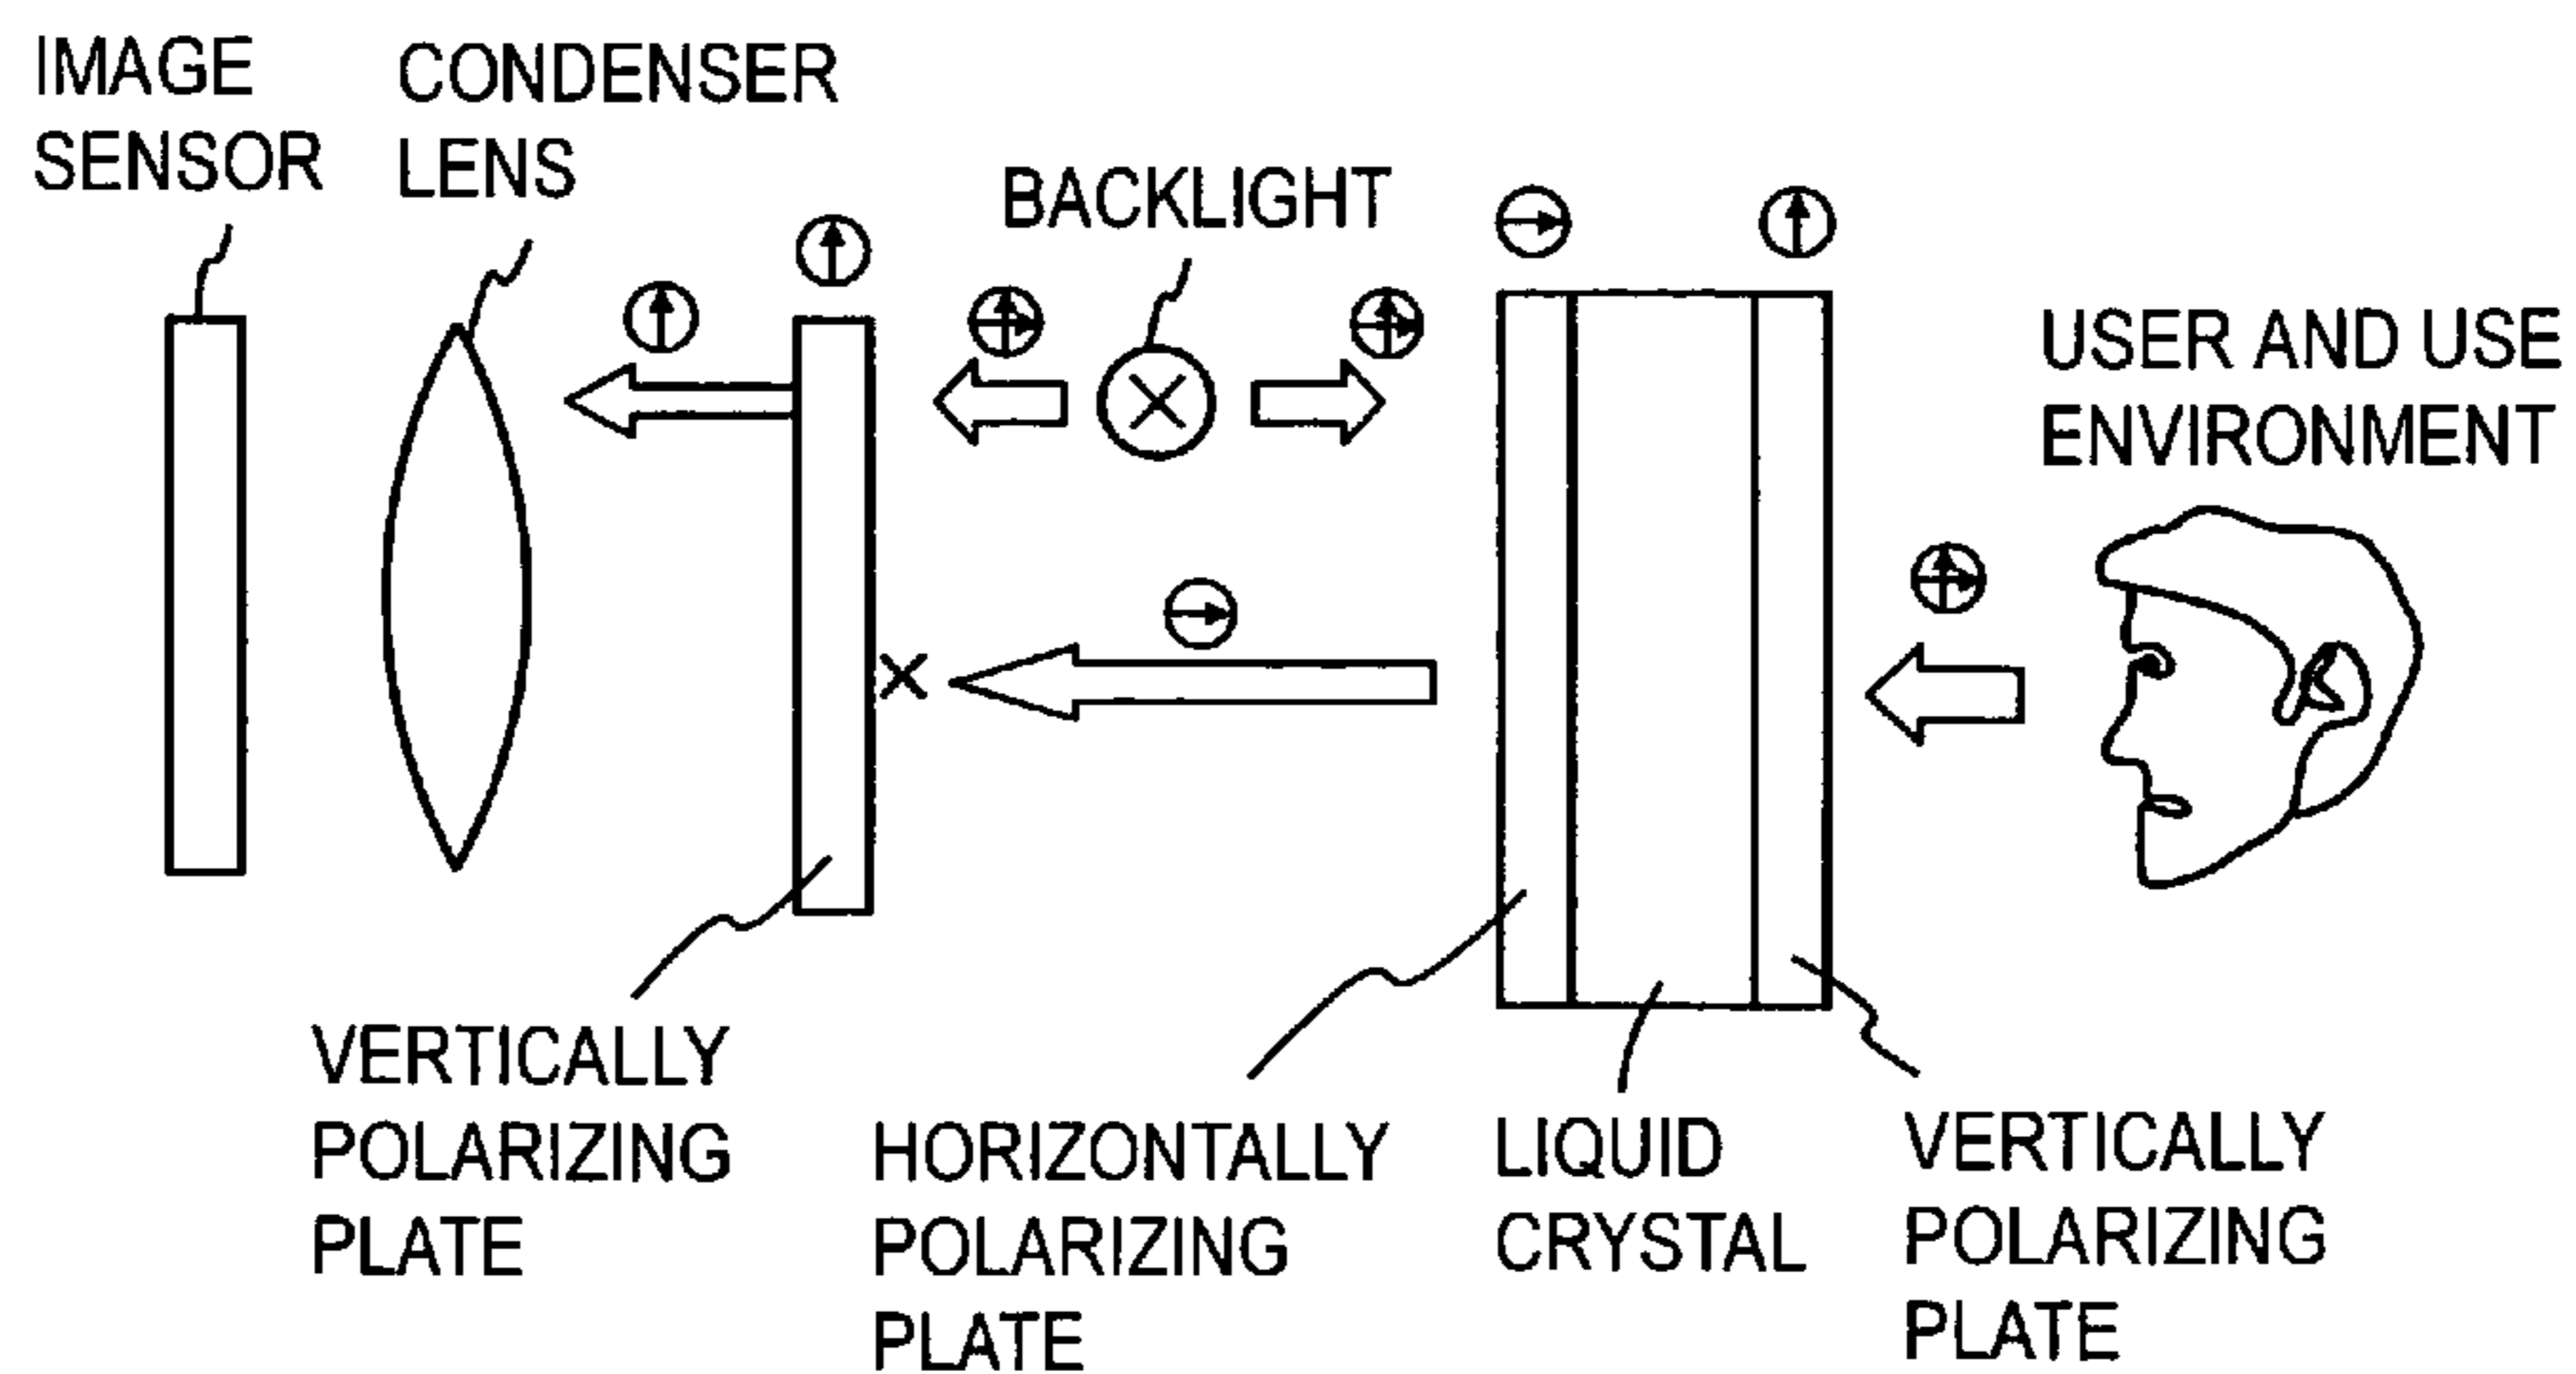 IMAGE
SENSOR
CONDENSER
LENS
BACKLIGHT
USER AND USE
ENVIRONMENT
VERTICALLY
POLARIZING
PLATE
HORIZONTALLY
POLARIZING
PLATE
LIQUID
CRYSTAL
VERTICALLY
POLARIZING
PLATE